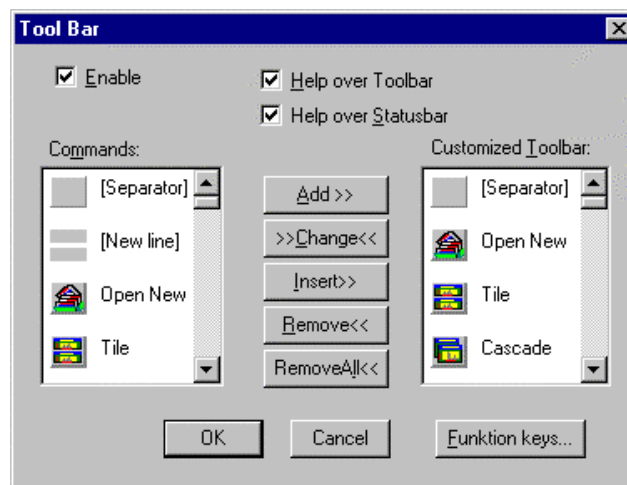 Tool Bar
Enable
Help over Toolbar
Help over Statusbar
Commands:
[Separator]
[New line]
Open New
Tile
Add >>
>>Change<<
Insert>>
Remove<<
RemoveAll<<
Customized Toolbar:
[Separator]
Open New
Tile
Cascade
OK
Cancel
Funktion keys...